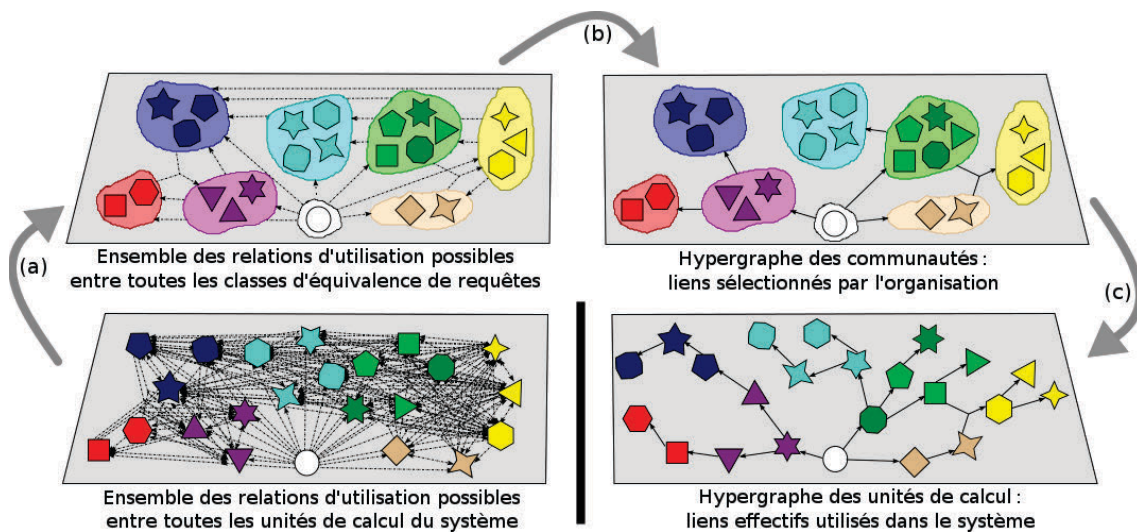 (b)
(a)
Ensemble des relations d'utilisation possibles
entre toutes les classes d'équivalence de requêtes
Hypergraphe des communautés :
liens sélectionnés par l'organisation
(c)
Ensemble des relations d'utilisation possibles
entre toutes les unités de calcul du système
Hypergraphe des unités de calcul :
liens effectifs utilisés dans le système